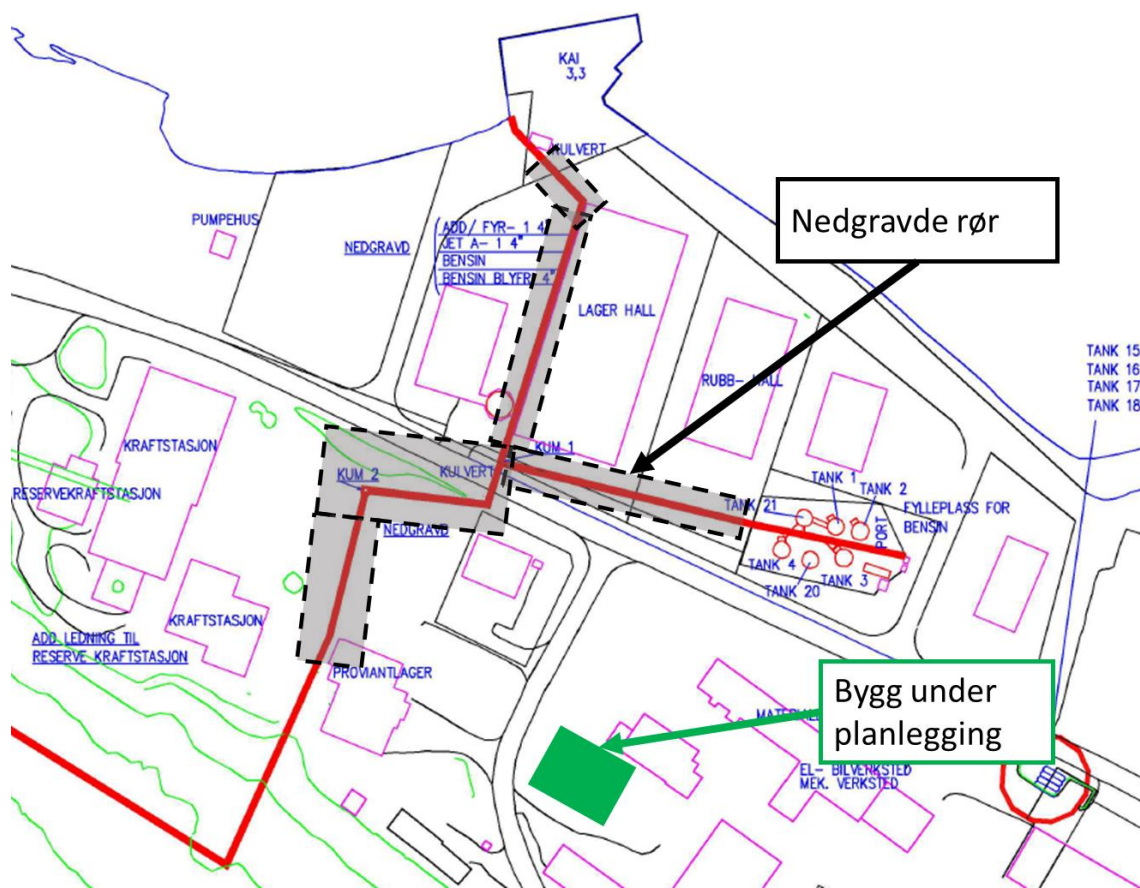 KAI
3,3
KULVERT
PUMPEHUS
NEDGRAVD
ADD/ FYR- 1 4
JET A- 1 4"
BENSIN
BENSIN BLYFRI 4"
Nedgravde rør
LAGER HALL
RUBB- HALL
TANK 15
TANK 16
TANK 17
TANK 18
KRAFTSTASJON
RESERVEKRAFTSTASJON
KUM 2
KULVERT
KUM 1
NEDGRAVD
TANK 21
TANK 1
TANK 2
FYLLEPLASS FOR
BENSIN
PORT
TANK 4
TANK 20
TANK 3
KRAFTSTASJON
ADD LEDNING TIL
RESERVE KRAFTSTASJON
PROVIANTLAGER
Bygg under
planlegging
EL- BILVERKSTED
MEK. VERKSTED